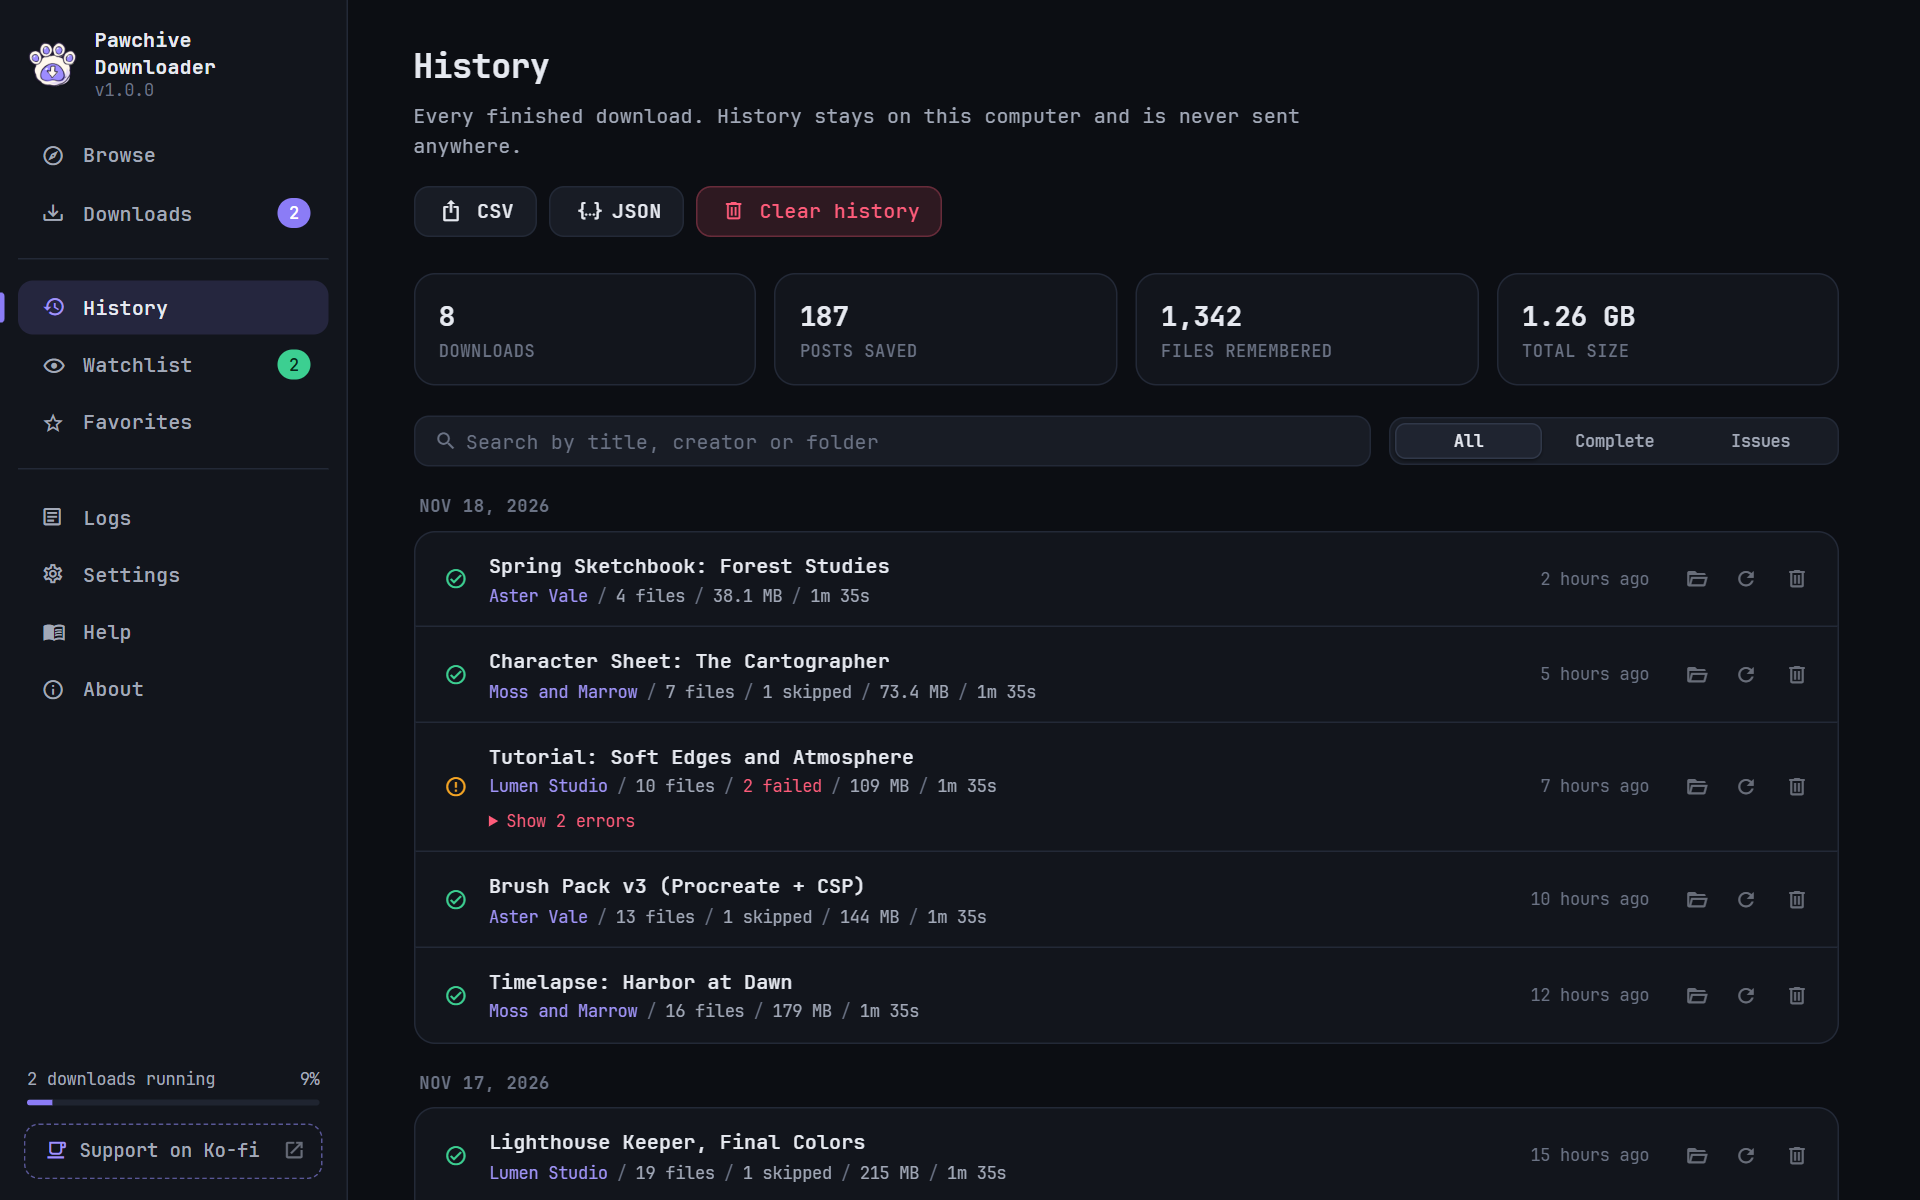 Pawchive
Downloader
v1.0.0
Browse
Downloads 2
History
Watchlist 2
Favorites
Logs
Settings
Help
About
2 downloads running 9%
Support on Ko-fi
History
Every finished download. History stays on this computer and is never sent
anywhere.
CSV {…} JSON Clear history
8 187 1,342 1.26 GB
DOWNLOADS POSTS SAVED FILES REMEMBERED TOTAL SIZE
Search by title, creator or folder All Complete Issues
NOV 18, 2026
Spring Sketchbook: Forest Studies
Aster Vale / 4 files / 38.1 MB / 1m 35s 2 hours ago
Character Sheet: The Cartographer
Moss and Marrow / 7 files / 1 skipped / 73.4 MB / 1m 35s 5 hours ago
Tutorial: Soft Edges and Atmosphere
Lumen Studio / 10 files / 2 failed / 109 MB / 1m 35s 7 hours ago
Show 2 errors
Brush Pack v3 (Procreate + CSP)
Aster Vale / 13 files / 1 skipped / 144 MB / 1m 35s 10 hours ago
Timelapse: Harbor at Dawn
Moss and Marrow / 16 files / 179 MB / 1m 35s 12 hours ago
NOV 17, 2026
Lighthouse Keeper, Final Colors
Lumen Studio / 19 files / 1 skipped / 215 MB / 1m 35s 15 hours ago